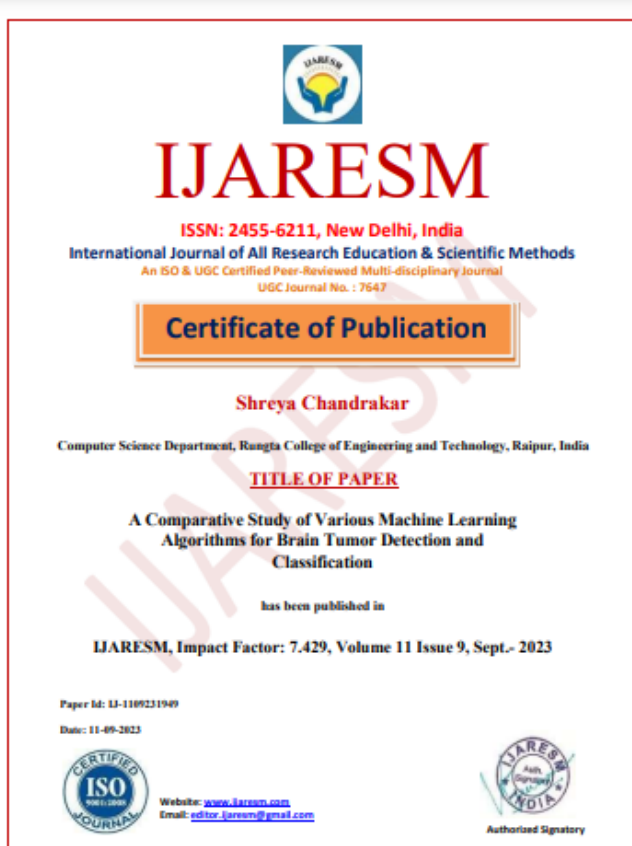 IJARESM
IJARESM
ISSN: 2455-6211, New Delhi, India
International Journal of All Research Education & Scientific Methods
An ISO & UGC Certified Peer-Reviewed Multi-disciplinary Journal
UGC Journal No. : 7647
Certificate of Publication
Shreya Chandrakar
Computer Science Department, Rungta College of Engineering and Technology, Raipur, India
TITLE OF PAPER
A Comparative Study of Various Machine Learning
Algorithms for Brain Tumor Detection and
Classification
has been published in
IJARESM, Impact Factor: 7.429, Volume 11 Issue 9, Sept.- 2023
Paper Id: IJ-1109231949
Date: 11-09-2023
CERTIFIED
ISO
9001:2008
JOURNAL
Website: www.ijaresm.com
Email: editor.ijaresm@gmail.com
IJARESM
Auth.
Signatory
INDIA
Authorized Signatory
IJARESM